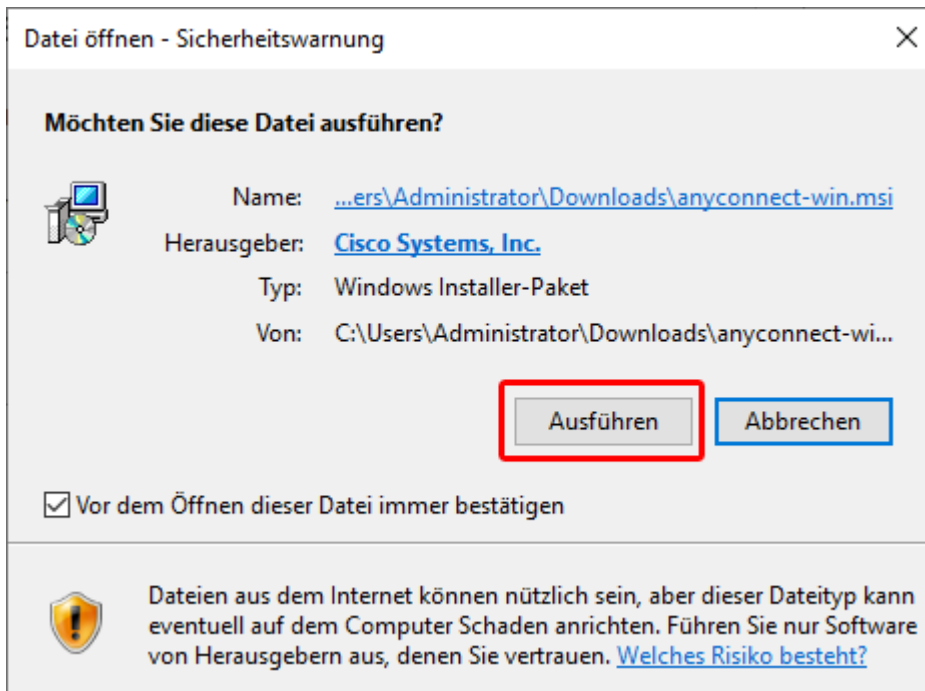 Datei öffnen - Sicherheitswarnung
Möchten Sie diese Datei ausführen?
Name: ...ers\Administrator\Downloads\anyconnect-win.msi
Herausgeber: Cisco Systems, Inc.
Typ: Windows Installer-Paket
Von: C:\Users\Administrator\Downloads\anyconnect-wi...
Ausführen Abbrechen
Vor dem Öffnen dieser Datei immer bestätigen
Dateien aus dem Internet können nützlich sein, aber dieser Dateityp kann
eventuell auf dem Computer Schaden anrichten. Führen Sie nur Software
von Herausgebern aus, denen Sie vertrauen. Welches Risiko besteht?